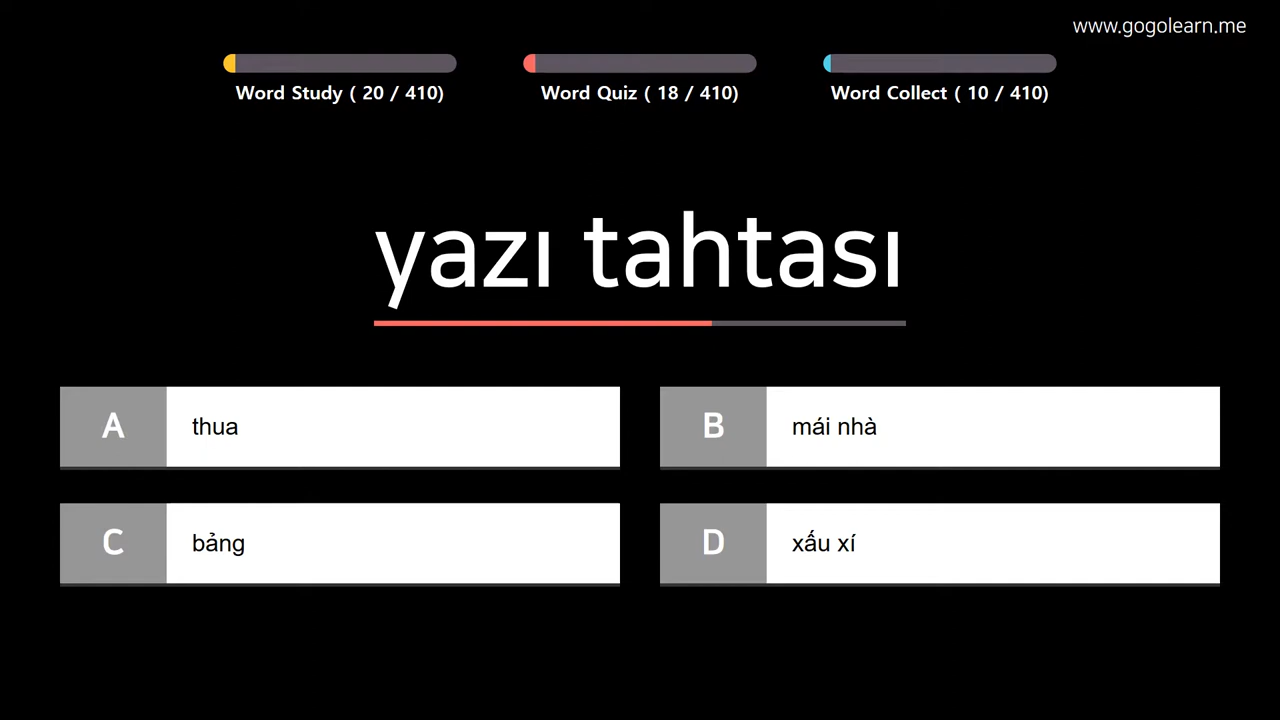 www.gogolearn.me
Word Study ( 20 / 410)
Word Quiz ( 18 / 410)
Word Collect ( 10 / 410)
yazı tahtası
A thua
B mái nhà
C bảng
D xấu xí